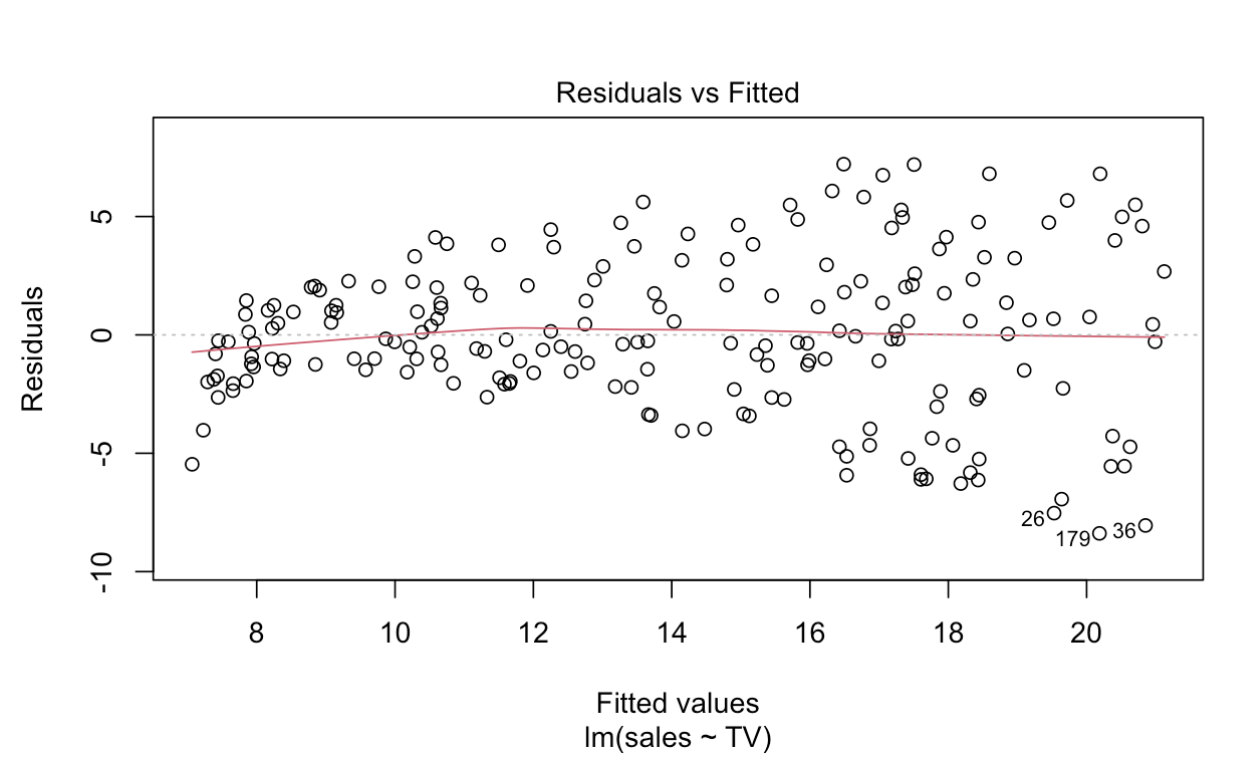 Residuals vs Fitted
Residuals
5
0
-5
-10
26
179
36
8 10 12 14 16 18 20
Fitted values
lm(sales ~ TV)